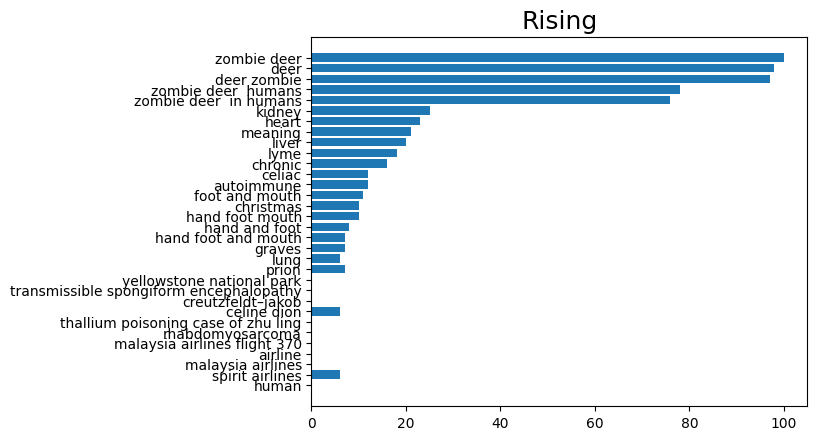 Rising
zombie deer
deer
deer zombie
zombie deer  humans
zombie deer  in humans
kidney
heart
meaning
liver
lyme
chronic
celiac
autoimmune
foot and mouth
christmas
hand foot mouth
hand and foot
hand foot and mouth
graves
lung
prion
yellowstone national park
transmissible spongiform encephalopathy
creutzfeldt–jakob
celine dion
thallium poisoning case of zhu ling
rhabdomyosarcoma
malaysia airlines flight 370
airline
malaysia airlines
spirit airlines
human
0 20 40 60 80 100